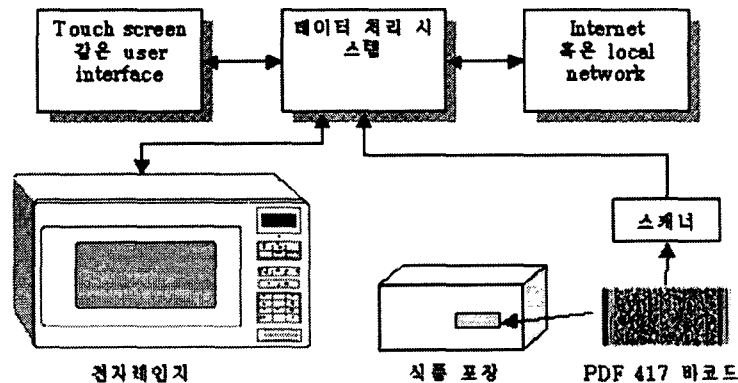 Touch screen
같은 user
interface
데이터 처리 시
스템
Internet
혹은 local
network
스캐너
전자레인지
식품 포장
PDF 417 바코드